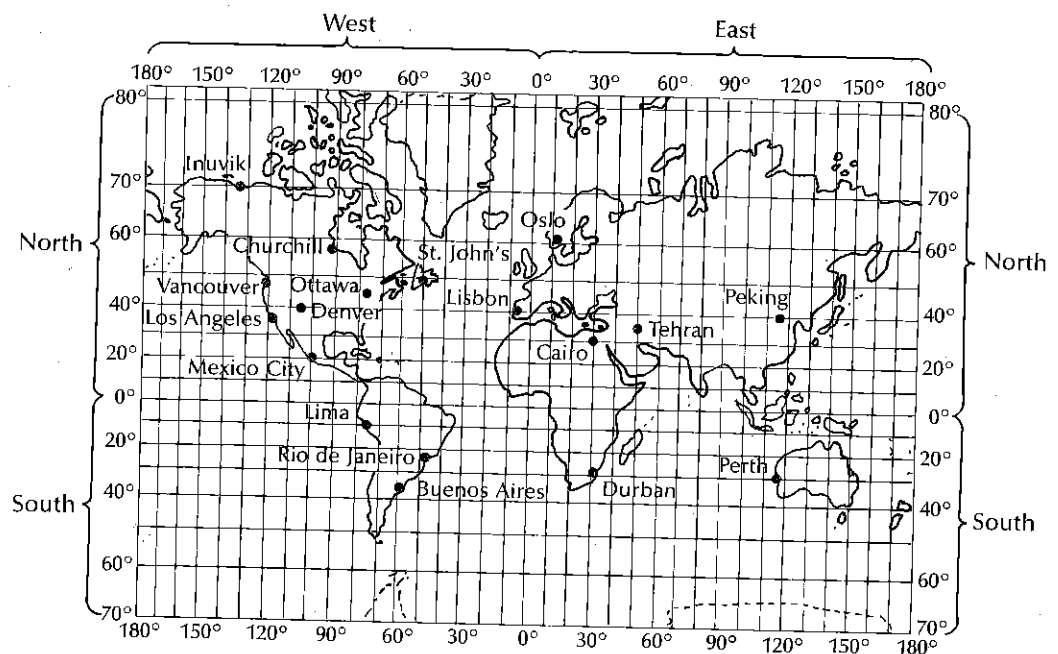 West
East
180° 150° 120° 90° 60° 30° 0° 30° 60° 90° 120° 150° 180°
80° 80°
Inuvik
70° 70°
Oslo
60° 60°
North North
Churchill St. John's
Vancouver Ottawa Lisbon Peking
40° Denver 40°
Los Angeles Tehran
Cairo
20° 20°
Mexico City
0° 0°
Lima
20° 20°
Rio de Janeiro Perth
South 40° Buenos Aires Durban 40° South
60° 60°
70° 70°
180° 150° 120° 90° 60° 30° 0° 30° 60° 90° 120° 150° 180°